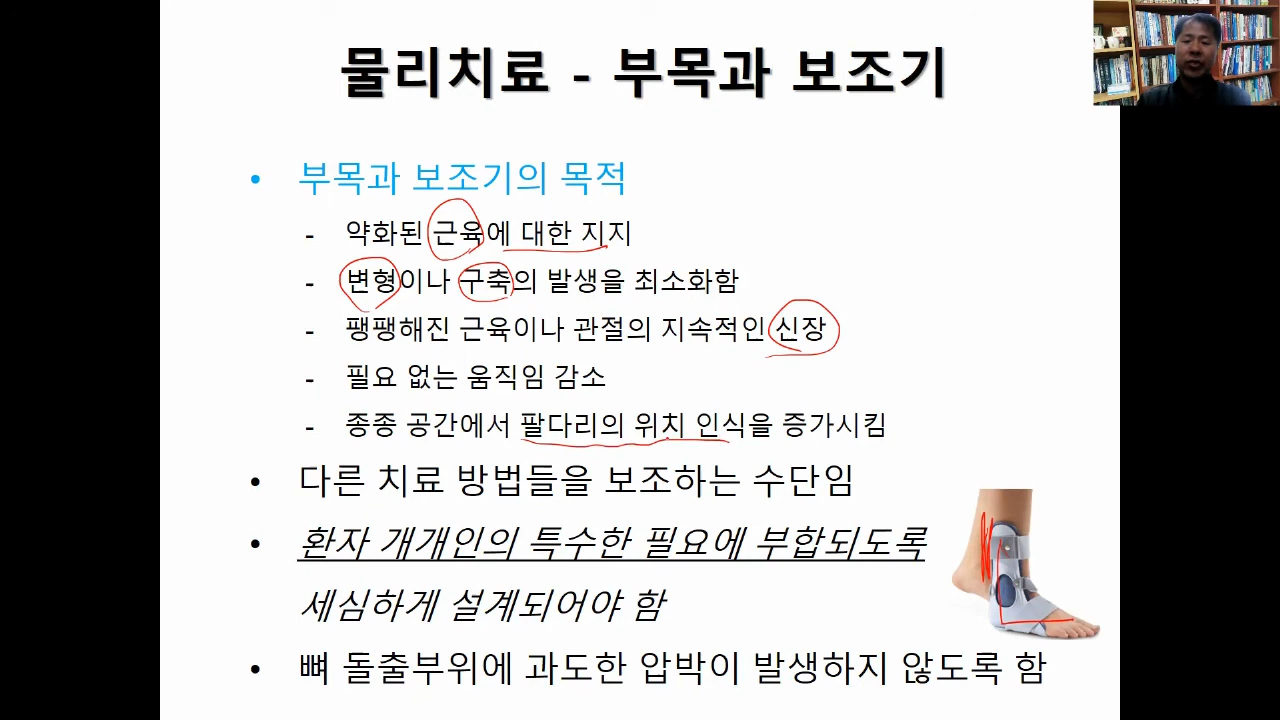 물리치료 - 부목과 보조기
• 부목과 보조기의 목적
- 약화된 근육에 대한 지지
- 변형이나 구축의 발생을 최소화함
- 팽팽해진 근육이나 관절의 지속적인 신장
- 필요 없는 움직임 감소
- 종종 공간에서 팔다리의 위치 인식을 증가시킴
• 다른 치료 방법들을 보조하는 수단임
• 환자 개개인의 특수한 필요에 부합되도록
세심하게 설계되어야 함
• 뼈 돌출부위에 과도한 압박이 발생하지 않도록 함